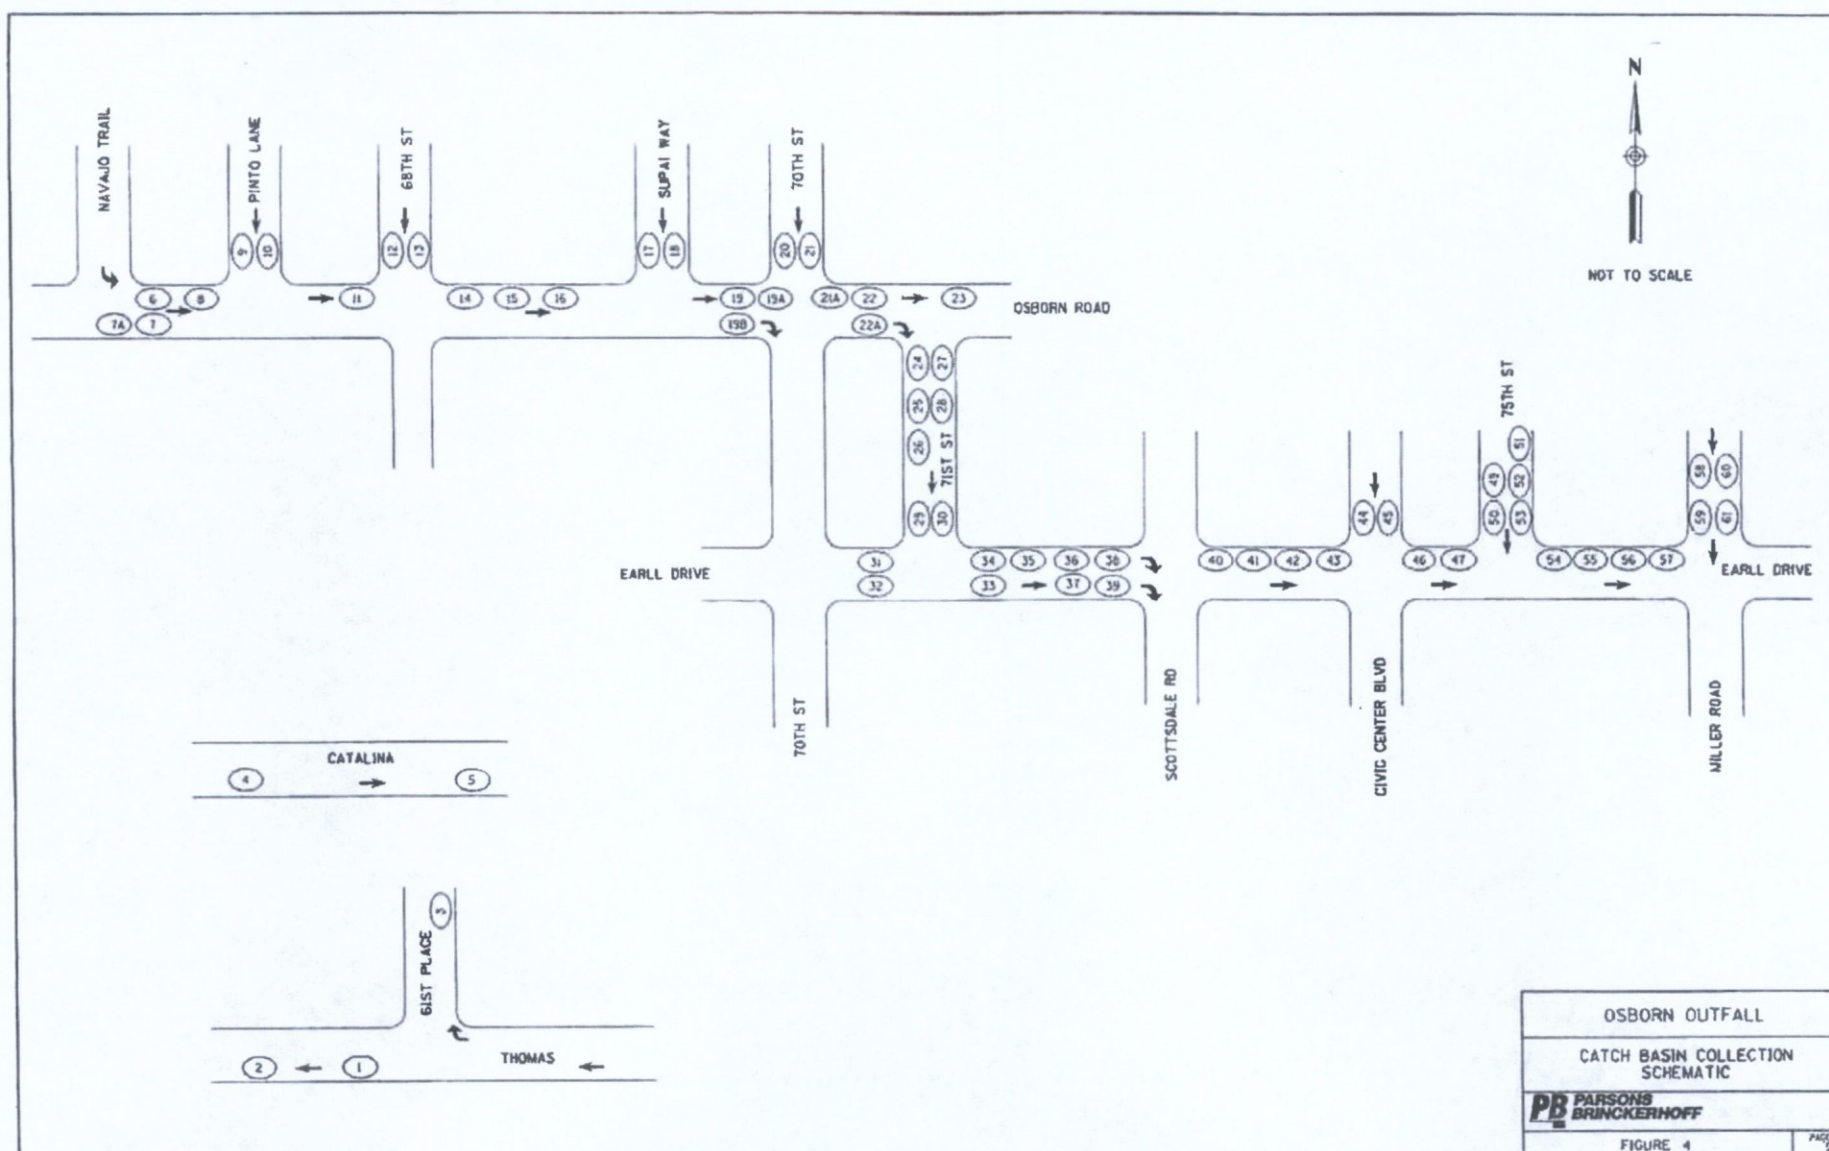 N
NOT TO SCALE
NAVAJO TRAIL
PINTO LANE
68TH ST
SUPAI WAY
70TH ST
9
10
12
13
17
18
20
21
6
8
11
14
15
16
19
19A
21A
22
23
OSBORN ROAD
7A
7
19B
22A
24
27
25
28
26
71ST ST
29
30
75TH ST
51
49
52
50
53
58
60
59
61
44
45
EARLL DRIVE
31
34
35
36
38
40
41
42
43
46
47
54
55
56
57
EARLL DRIVE
32
33
37
39
70TH ST
SCOTTSDALE RD
CIVIC CENTER BLVD
MILLER ROAD
CATALINA
4
5
3
61ST PLACE
THOMAS
2
1
OSBORN OUTFALL
CATCH BASIN COLLECTION
SCHEMATIC
PB PARSONS
BRINCKERHOFF
FIGURE 4